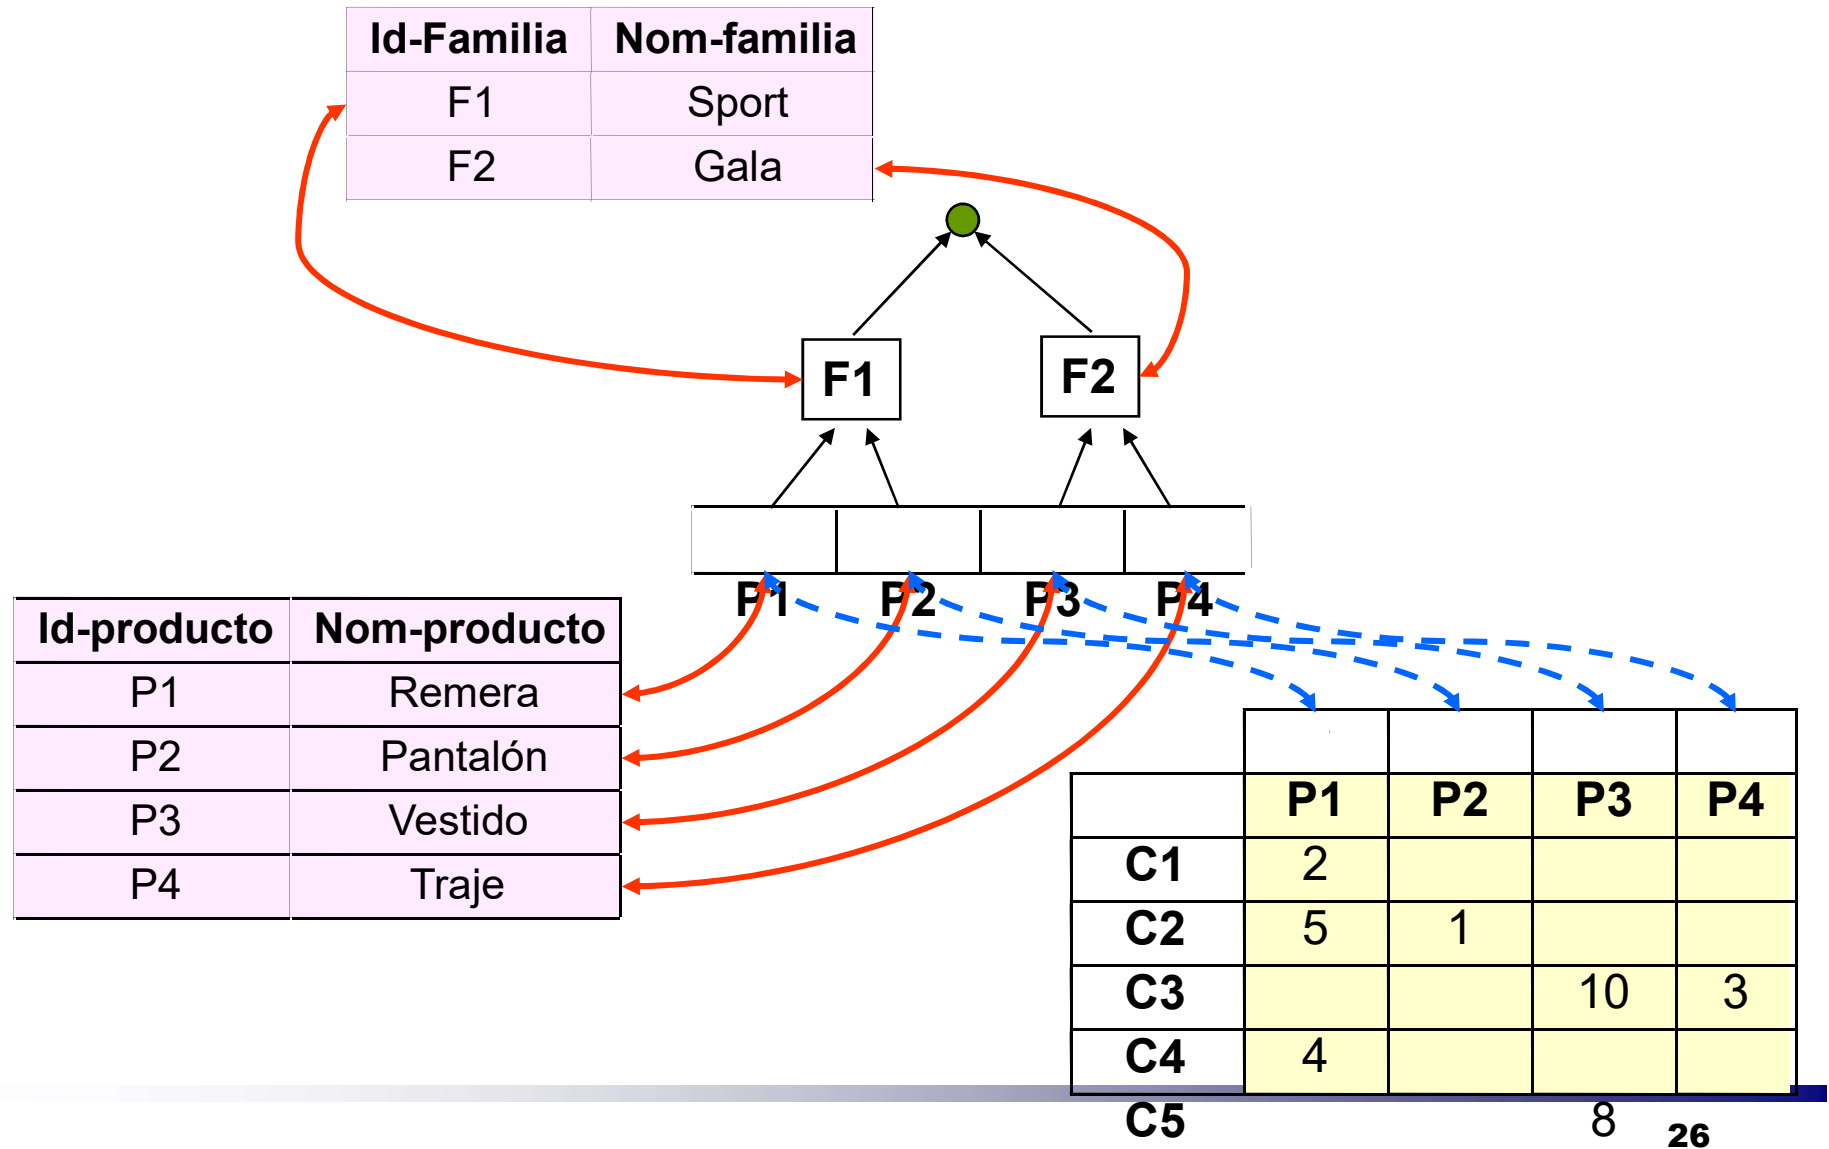 Id-Familia Nom-familia
F1 Sport
F2 Gala
F1 F2
P1 P2 P3 P4
Id-producto Nom-producto
P1 Remera
P2 Pantalón
P3 Vestido
P4 Traje
P1 P2 P3 P4
C1 2
C2 5 1
C3 10 3
C4 4
C5 8
26